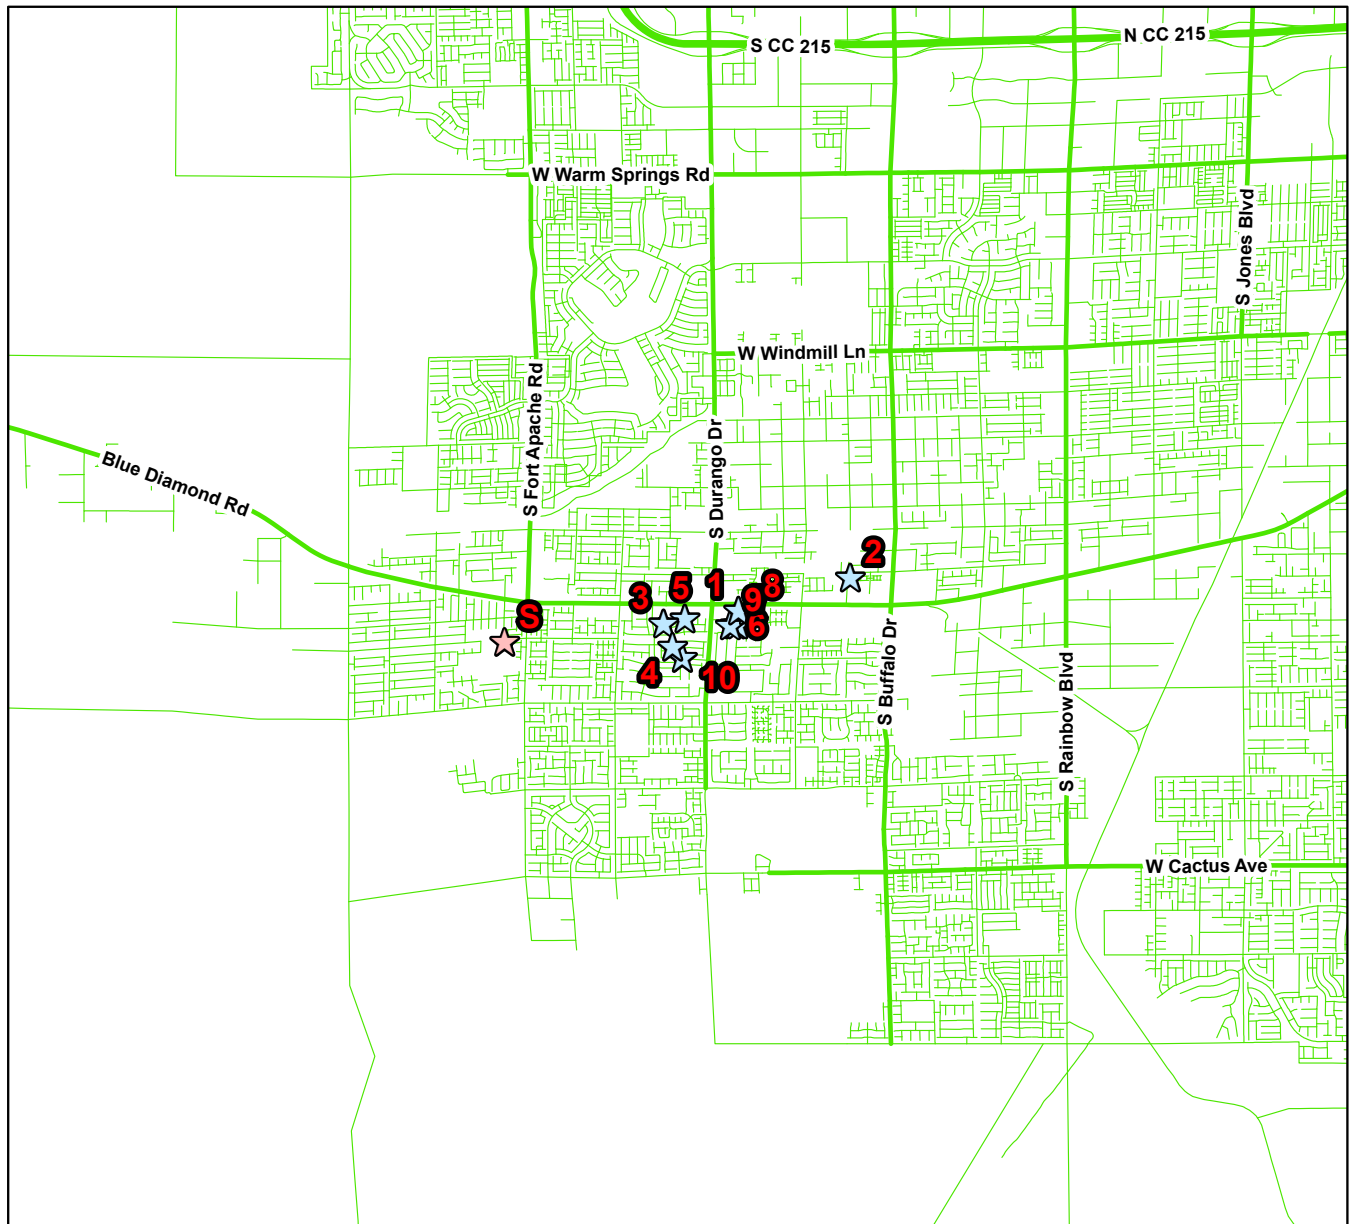 S CC 215
N CC 215
W Warm Springs Rd
S Jones Blvd
W Windmill Ln
S Fort Apache Rd
S Durango Dr
Blue Diamond Rd
2
3
5
1
8
9
S
6
4
10
S Buffalo Dr
S Rainbow Blvd
W Cactus Ave